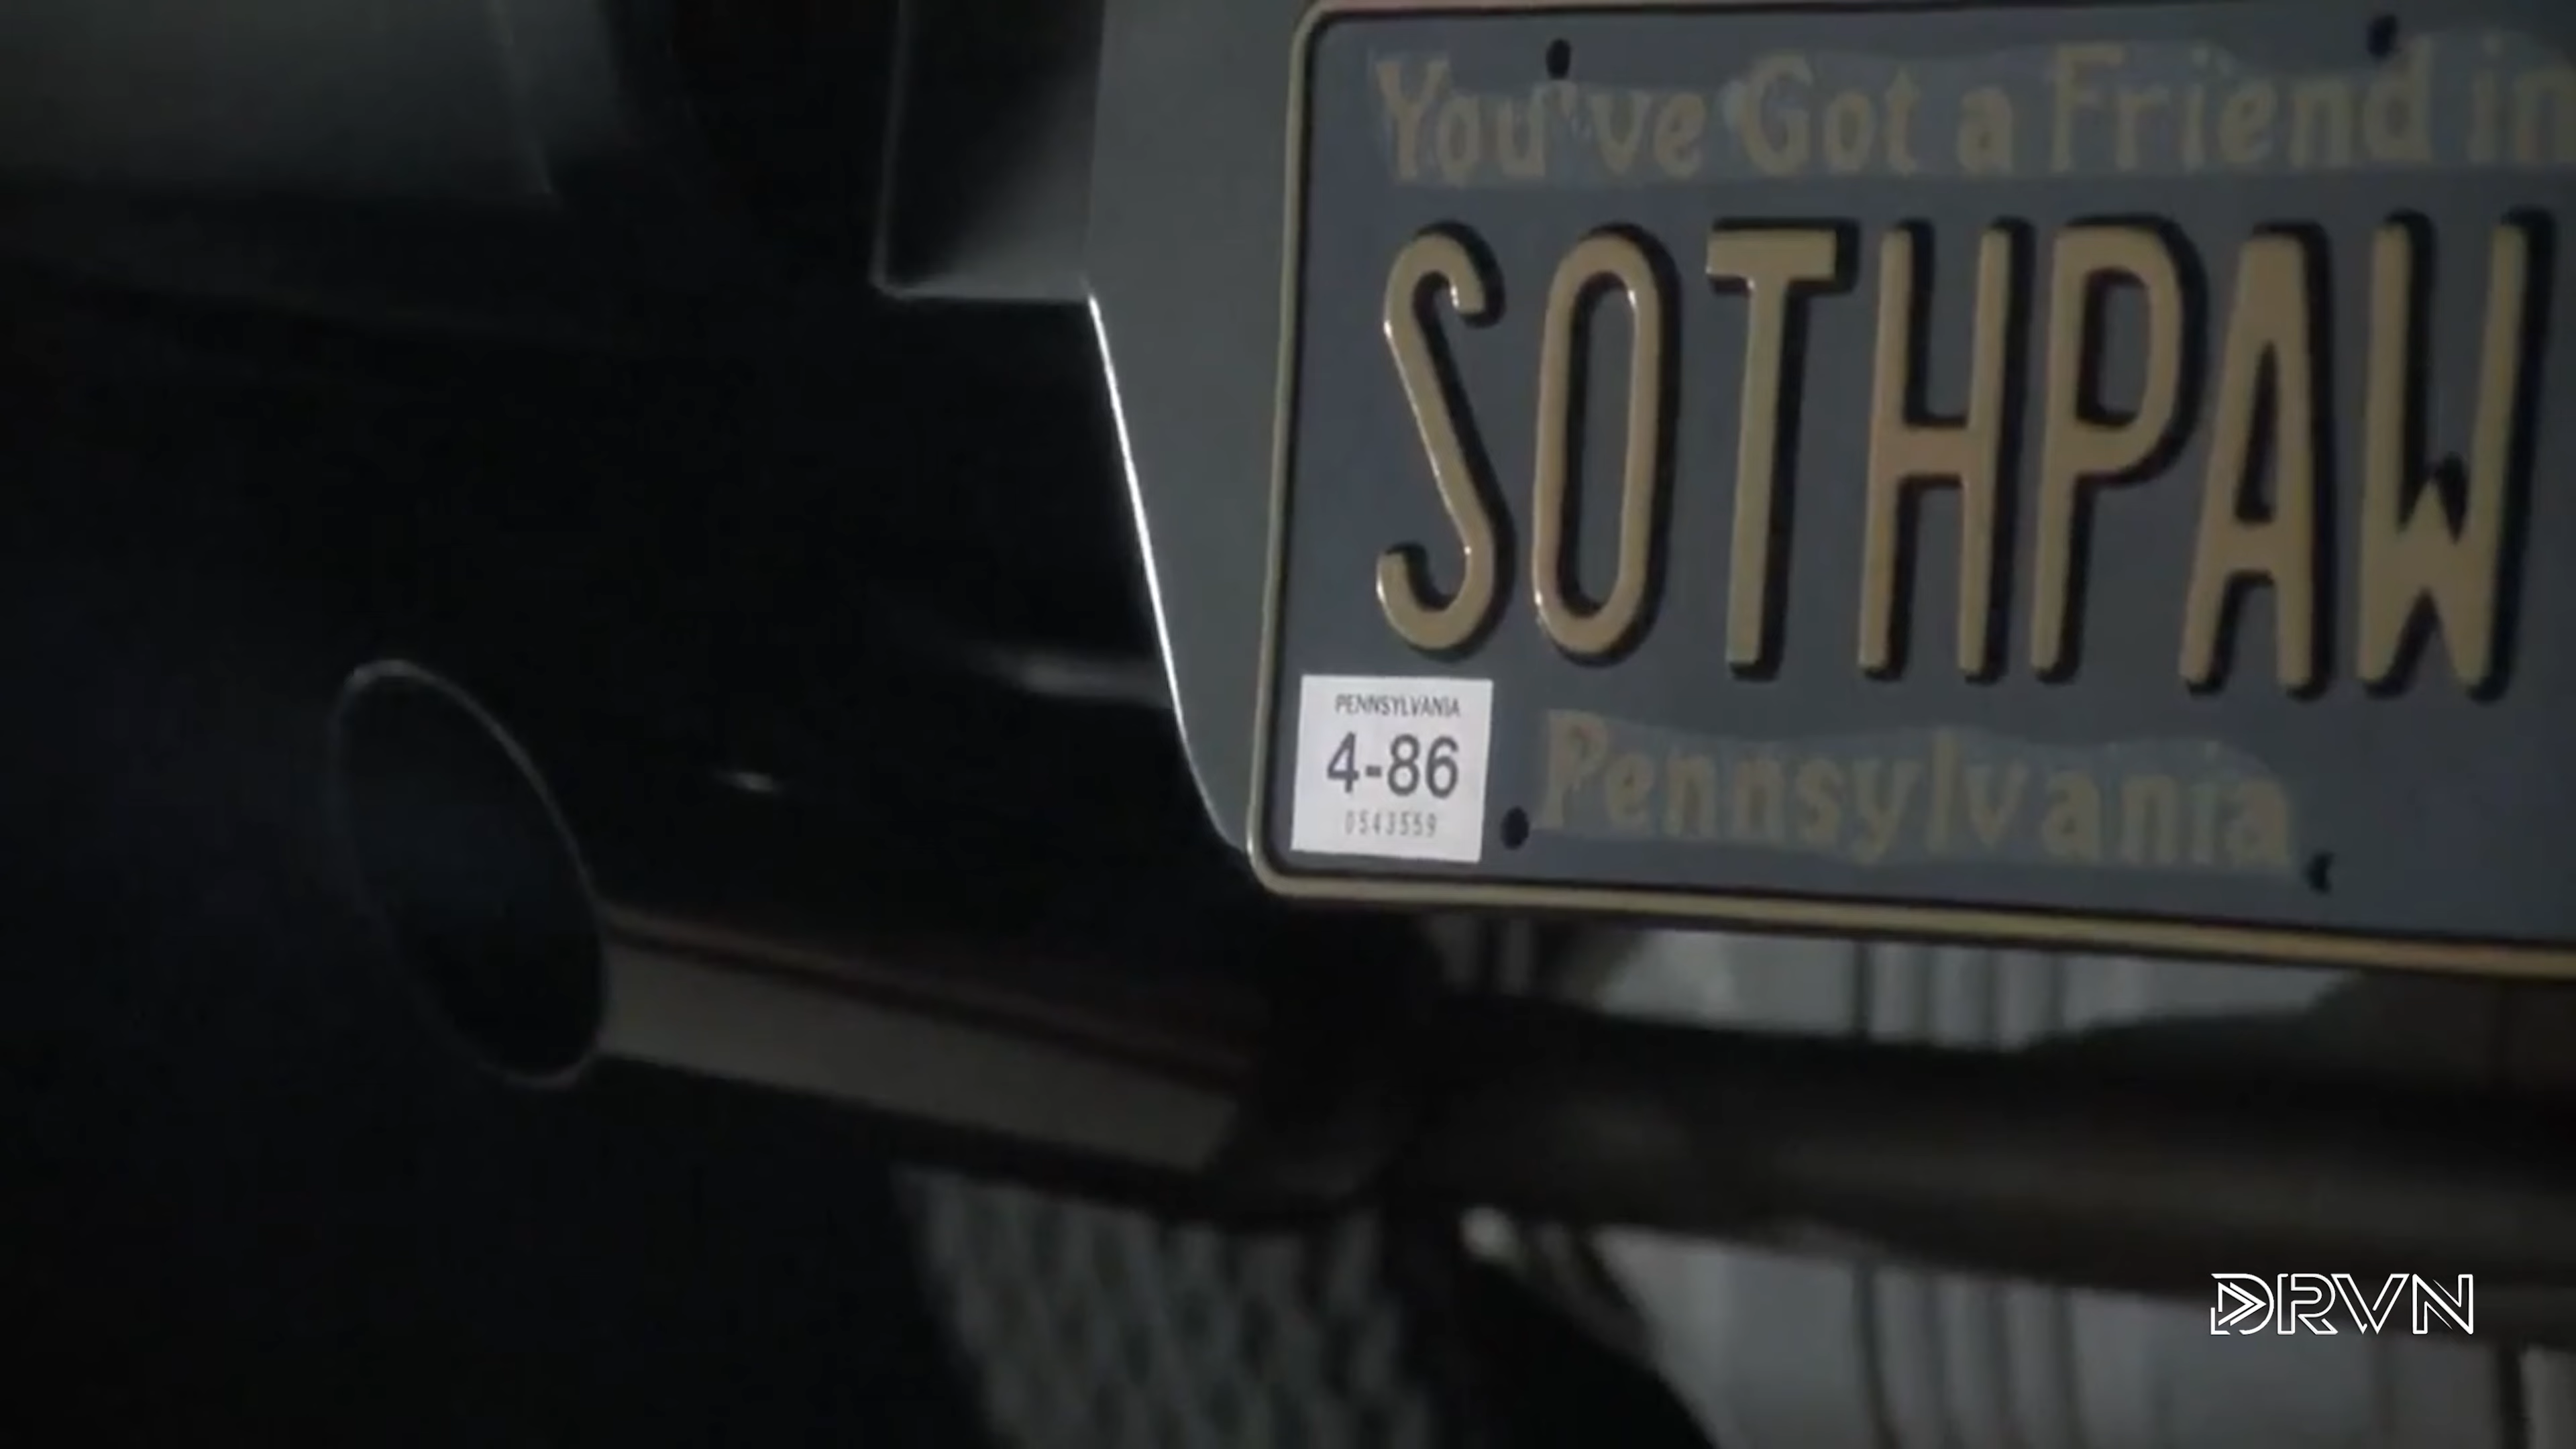 You've Got a Friend in
SOTHPAW
PENNSYLVANIA
4-86
0543559
Pennsylvania
DRVN